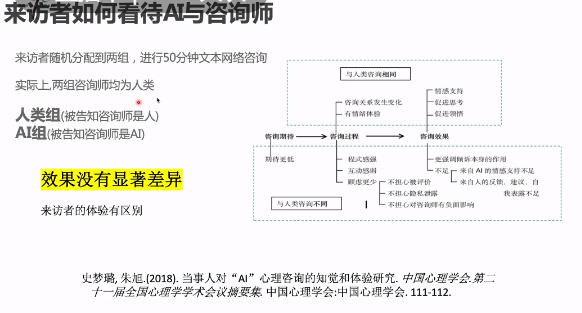 来访者如何看待AI与咨询师
来访者随机分配到两组，进行50分钟文本网络咨询
实际上,两组咨询师均为人类
人类组(被告知咨询师是人)
AI组(被告知咨询师是AI)
效果没有显著差异
来访者的体验有区别
与人类咨询相同
情感支持
咨询关系发生变化
促进思考
有情绪体验
促进领悟
咨询期待
咨询过程
咨询效果
期待更低
程式感强
更强调倾诉本身的作用
互动感弱
不足
来自 AI 的情感支持不足
顾虑更少
不担心被评价
来自人的反馈、建议、自
不担心隐私泄露
我表露不足
与人类咨询不同
不担心对咨询师有负面影响
史梦璐, 朱旭.(2018). 当事人对“AI”心理咨询的知觉和体验研究. 中国心理学会.第二
十一届全国心理学学术会议摘要集. 中国心理学会:中国心理学会. 111-112.